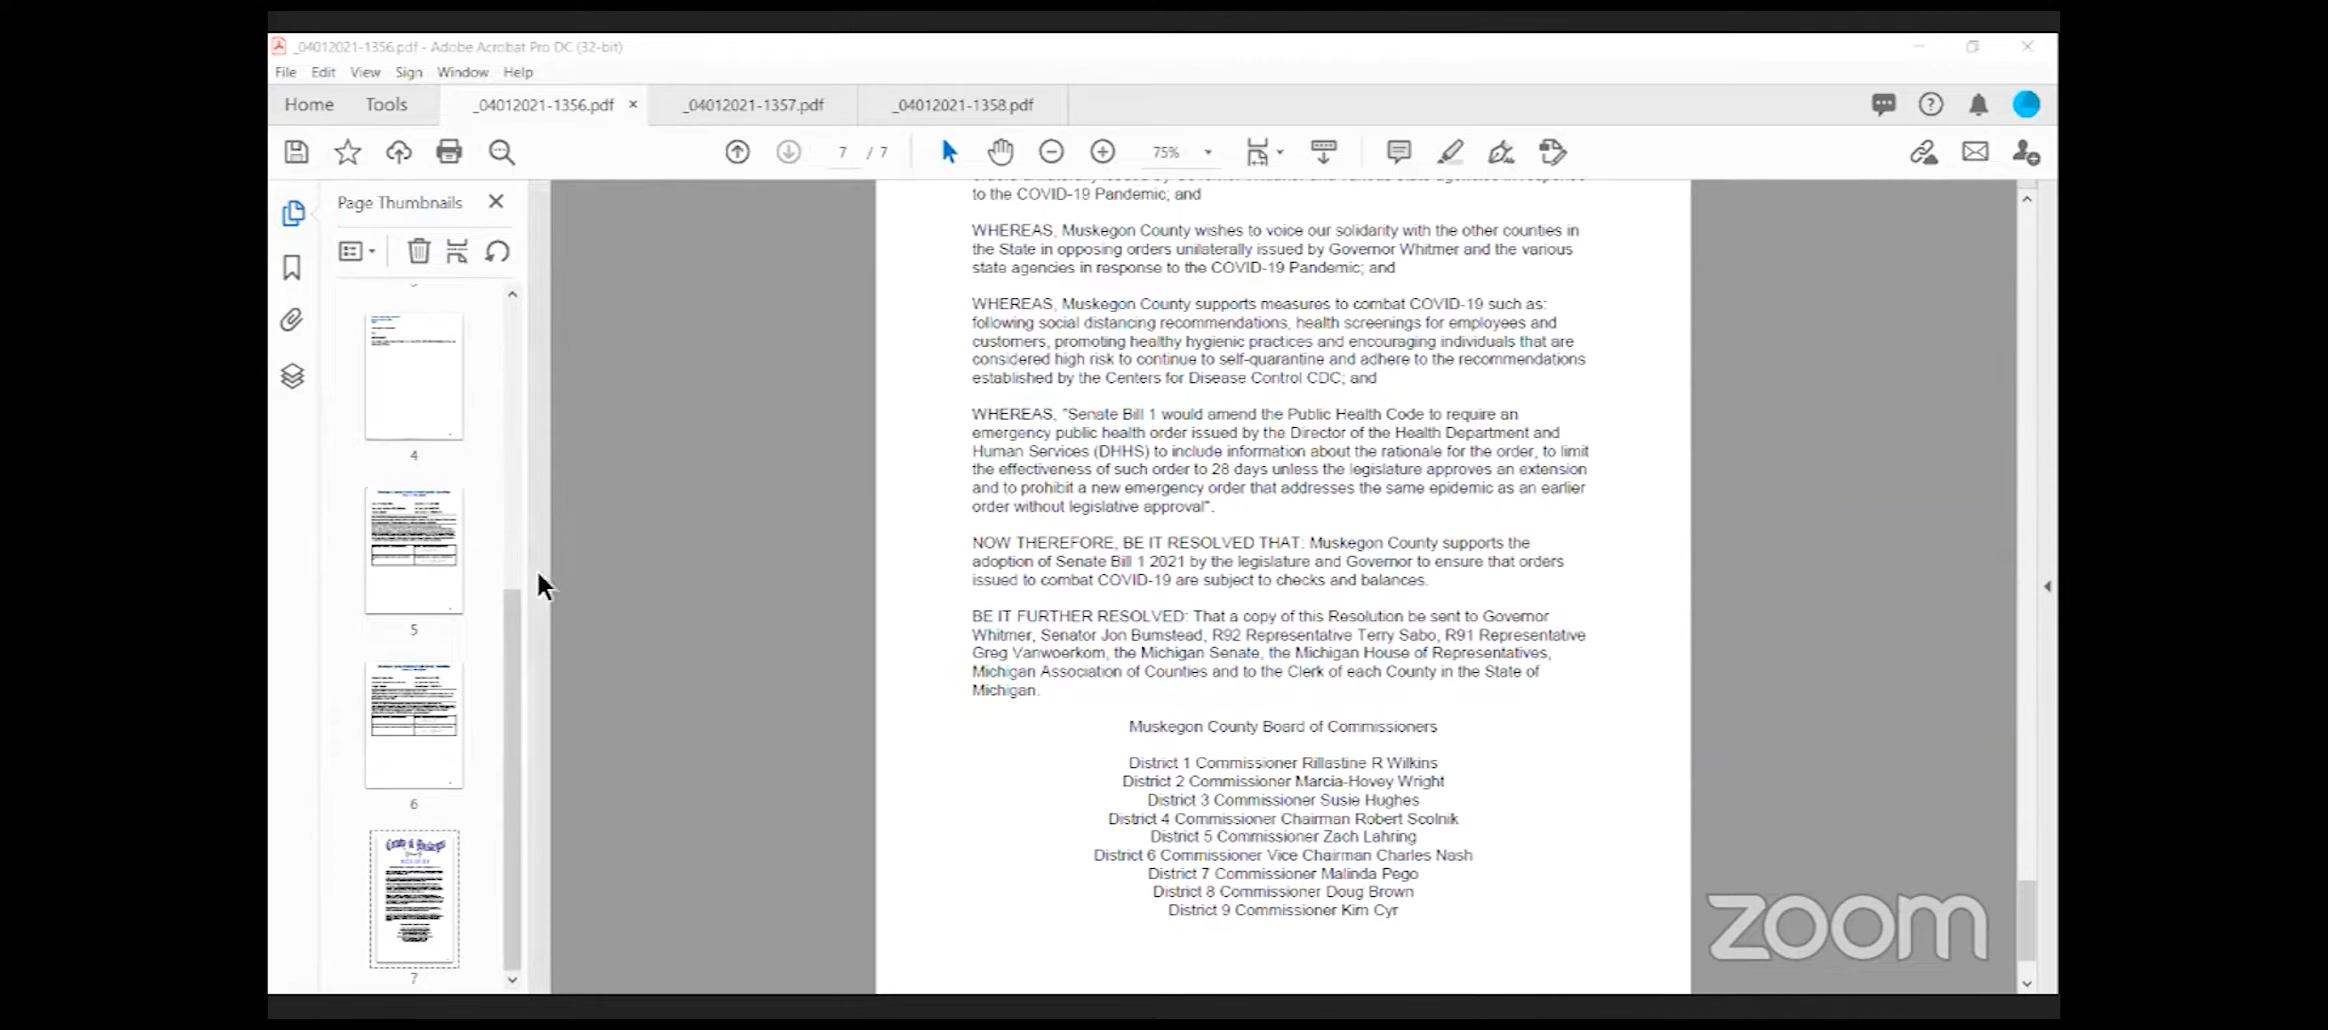 _04012021-1356.pdf - Adobe Acrobat Pro DC (32-bit)
File Edit View Sign Window Help
Home Tools _04012021-1356.pdf × _04012021-1357.pdf _04012021-1358.pdf
7 / 7 75%
Page Thumbnails
4
5
6
7
to the COVID-19 Pandemic; and
WHEREAS, Muskegon County wishes to voice our solidarity with the other counties in
the State in opposing orders unilaterally issued by Governor Whitmer and the various
state agencies in response to the COVID-19 Pandemic; and
WHEREAS, Muskegon County supports measures to combat COVID-19 such as:
following social distancing recommendations, health screenings for employees and
customers, promoting healthy hygienic practices and encouraging individuals that are
considered high risk to continue to self-quarantine and adhere to the recommendations
established by the Centers for Disease Control CDC; and
WHEREAS, "Senate Bill 1 would amend the Public Health Code to require an
emergency public health order issued by the Director of the Health Department and
Human Services (DHHS) to include information about the rationale for the order, to limit
the effectiveness of such order to 28 days unless the legislature approves an extension
and to prohibit a new emergency order that addresses the same epidemic as an earlier
order without legislative approval".
NOW THEREFORE, BE IT RESOLVED THAT: Muskegon County supports the
adoption of Senate Bill 1 2021 by the legislature and Governor to ensure that orders
issued to combat COVID-19 are subject to checks and balances.
BE IT FURTHER RESOLVED: That a copy of this Resolution be sent to Governor
Whitmer, Senator Jon Bumstead, R92 Representative Terry Sabo, R91 Representative
Greg Vanwoerkom, the Michigan Senate, the Michigan House of Representatives,
Michigan Association of Counties and to the Clerk of each County in the State of
Michigan.
Muskegon County Board of Commissioners
District 1 Commissioner Rillastine R Wilkins
District 2 Commissioner Marcia-Hovey Wright
District 3 Commissioner Susie Hughes
District 4 Commissioner Chairman Robert Scolnik
District 5 Commissioner Zach Lahring
District 6 Commissioner Vice Chairman Charles Nash
District 7 Commissioner Malinda Pego
District 8 Commissioner Doug Brown
District 9 Commissioner Kim Cyr
zoom